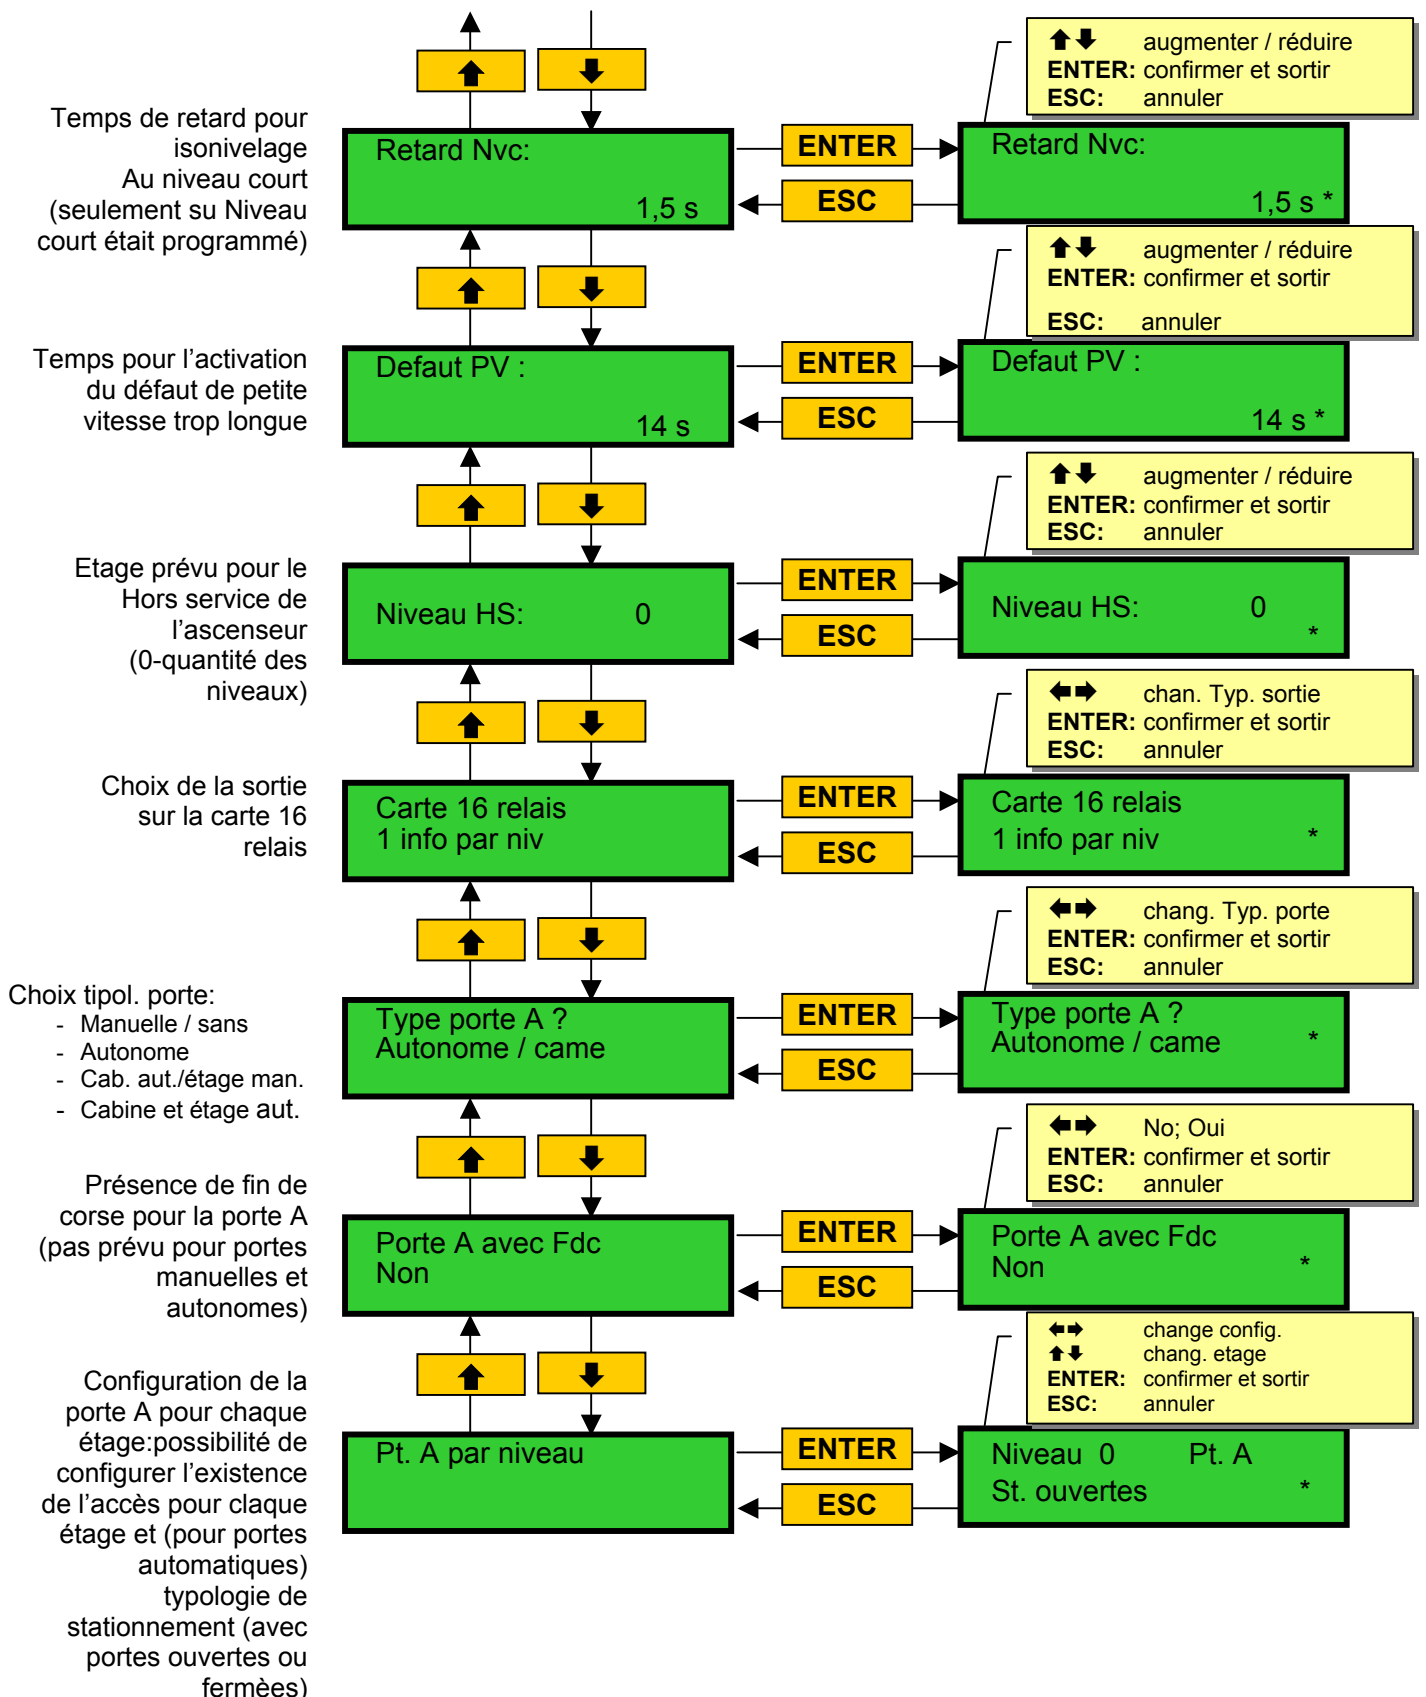 augmenter / réduire
ENTER: confirmer et sortir
ESC: annuler
Temps de retard pour
isonivelage
Au niveau court
(seulement su Niveau
court était programmé)
Retard Nvc:
1,5 s
ENTER
ESC
Retard Nvc:
1,5 s *
augmenter / réduire
ENTER: confirmer et sortir
ESC: annuler
Temps pour l’activation
du défaut de petite
vitesse trop longue
Defaut PV :
14 s
ENTER
ESC
Defaut PV :
14 s *
augmenter / réduire
ENTER: confirmer et sortir
ESC: annuler
Etage prévu pour le
Hors service de
l’ascenseur
(0-quantité des
niveaux)
Niveau HS: 0
ENTER
ESC
Niveau HS: 0
*
chan. Typ. sortie
ENTER: confirmer et sortir
ESC: annuler
Choix de la sortie
sur la carte 16
relais
Carte 16 relais
1 info par niv
ENTER
ESC
Carte 16 relais
1 info par niv *
chang. Typ. porte
ENTER: confirmer et sortir
ESC: annuler
Choix tipol. porte:
- Manuelle / sans
- Autonome
- Cab. aut./étage man.
- Cabine et étage aut.
Type porte A ?
Autonome / came
ENTER
ESC
Type porte A ?
Autonome / came *
No; Oui
ENTER: confirmer et sortir
ESC: annuler
Présence de fin de
corse pour la porte A
(pas prévu pour portes
manuelles et
autonomes)
Porte A avec Fdc
Non
ENTER
ESC
Porte A avec Fdc
Non *
change config.
chang. etage
ENTER: confirmer et sortir
ESC: annuler
Configuration de la
porte A pour chaque
étage:possibilité de
configurer l’existence
de l’accès pour claque
étage et (pour portes
automatiques)
typologie de
stationnement (avec
portes ouvertes ou
fermèes)
Pt. A par niveau
ENTER
ESC
Niveau 0 Pt. A
St. ouvertes *